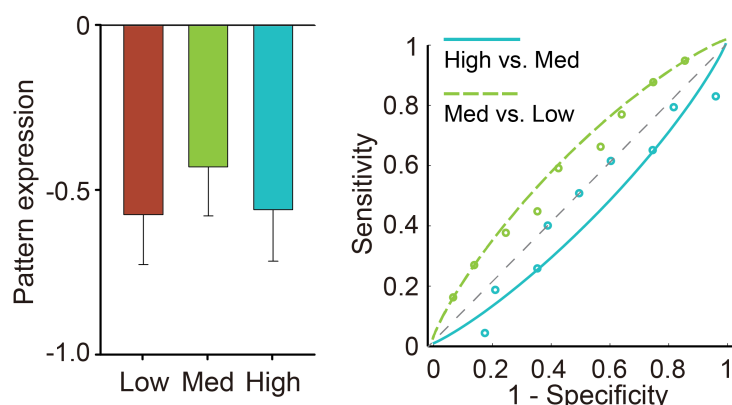 0
-0.5
-1.0
Pattern expression
Low Med High
High vs. Med
Med vs. Low
1
0.8
0.6
0.4
0.2
0
Sensitivity
0 0.2 0.4 0.6 0.8 1
1 - Specificity